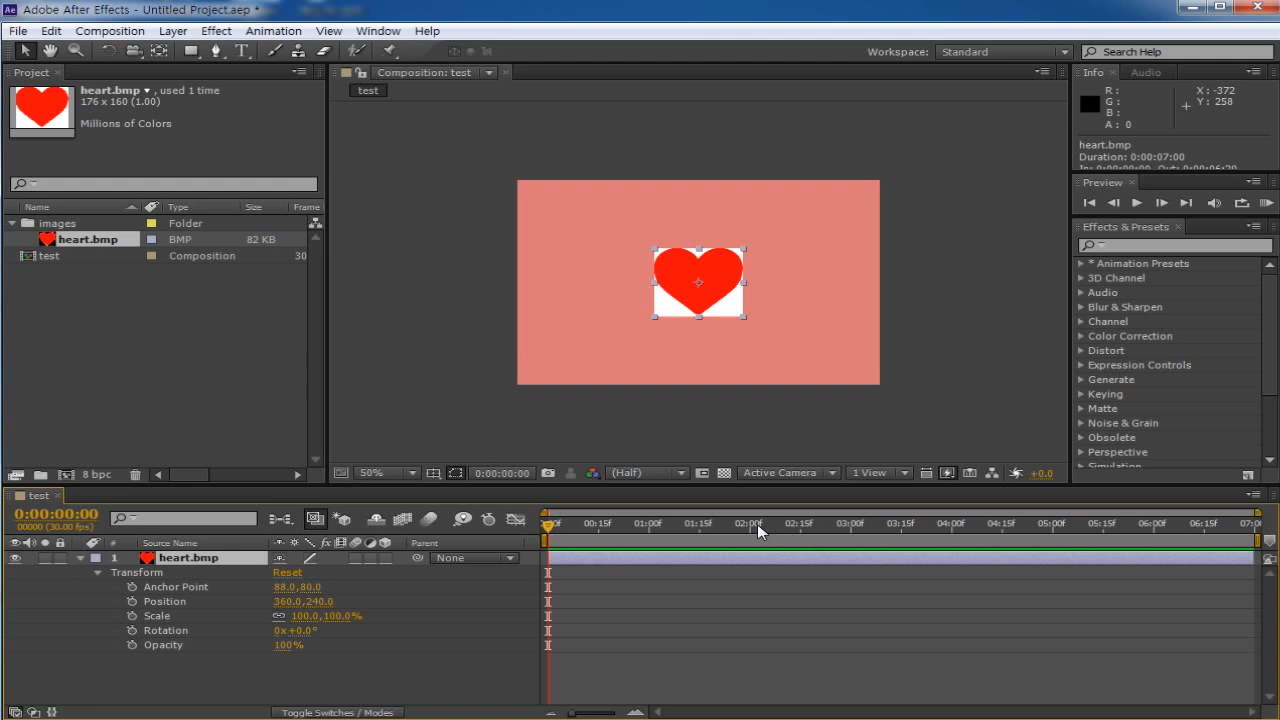 Adobe After Effects - Untitled Project.aep *
File Edit Composition Layer Effect Animation View Window Help
Workspace: Standard Search Help
Project
heart.bmp , used 1 time
176 x 160 (1.00)
Millions of Colors
Name Type Size Frame
images Folder
heart.bmp BMP 82 KB
test Composition 30
8 bpc
Composition: test
test
50% 0:00:00:00 (Half) Active Camera 1 View +0.0
Info Audio
R : X : -372
G : Y : 258
B :
A : 0
heart.bmp
Duration: 0:00:07:00
Preview
Effects & Presets
* Animation Presets
3D Channel
Audio
Blur & Sharpen
Channel
Color Correction
Distort
Expression Controls
Generate
Keying
Matte
Noise & Grain
Obsolete
Perspective
test
0:00:00:00
00000 (30.00 fps)
00:15f 01:00f 01:15f 02:00f 02:15f 03:00f 03:15f 04:00f 04:15f 05:00f 05:15f 06:00f 06:15f
# Source Name Parent
1 heart.bmp None
Transform Reset
Anchor Point 88.0,80.0
Position 360.0,240.0
Scale 100.0,100.0%
Rotation 0x+0.0°
Opacity 100%
Toggle Switches / Modes